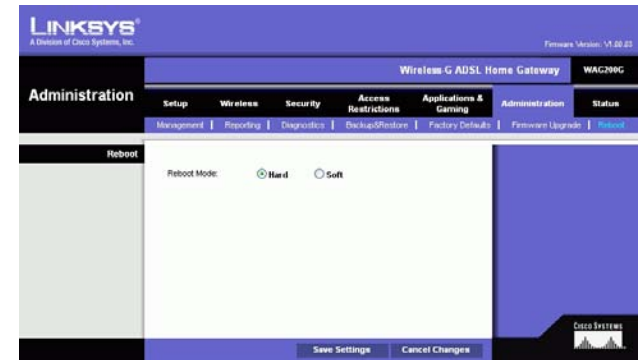 LINKSYS®
A Division of Cisco Systems, Inc.
Firmware Version: V1.00.03
Wireless-G ADSL Home Gateway WAG200G
Administration
Setup Wireless Security Access Restrictions Applications & Gaming Administration Status
Management | Reporting | Diagnostics | Backup&Restore | Factory Defaults | Firmware Upgrade | Reboot
Reboot
Reboot Mode: Hard Soft
Save Settings Cancel Changes
CISCO SYSTEMS